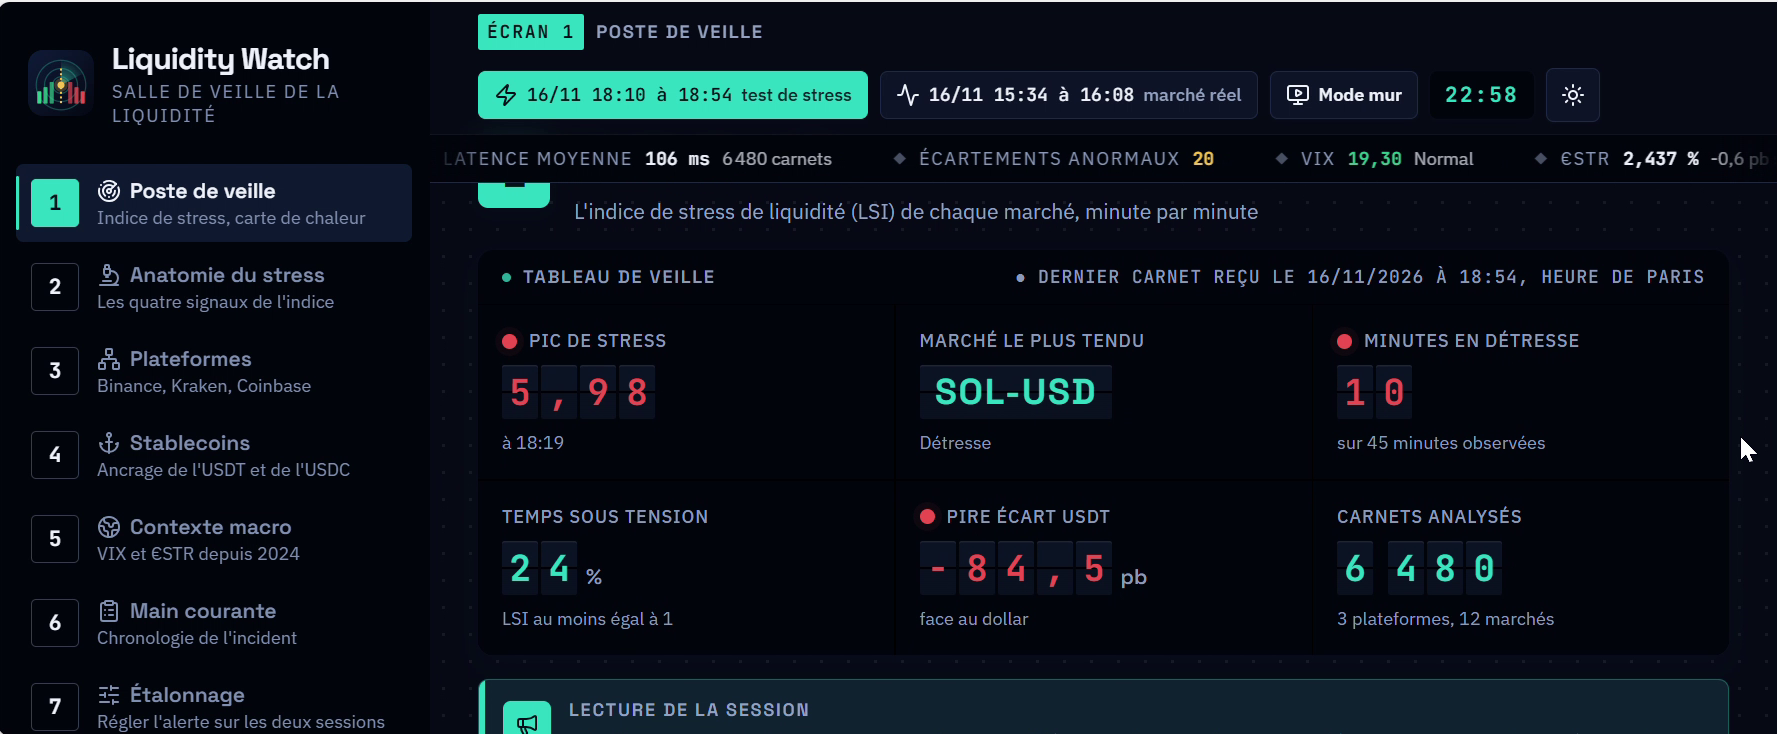 Liquidity Watch
SALLE DE VEILLE DE LA
LIQUIDITÉ
1
Poste de veille
Indice de stress, carte de chaleur
2
Anatomie du stress
Les quatre signaux de l'indice
3
Plateformes
Binance, Kraken, Coinbase
4
Stablecoins
Ancrage de l'USDT et de l'USDC
5
Contexte macro
VIX et €STR depuis 2024
6
Main courante
Chronologie de l'incident
7
Étalonnage
Régler l'alerte sur les deux sessions
ÉCRAN 1 POSTE DE VEILLE
16/11 18:10 à 18:54 test de stress
16/11 15:34 à 16:08 marché réel
Mode mur
22:58
LATENCE MOYENNE 106 ms 6 480 carnets ◆ ÉCARTEMENTS ANORMAUX 20 ◆ VIX 19,30 Normal ◆ €STR 2,437 % -0,6 pb
L'indice de stress de liquidité (LSI) de chaque marché, minute par minute
TABLEAU DE VEILLE
DERNIER CARNET REÇU LE 16/11/2026 À 18:54, HEURE DE PARIS
PIC DE STRESS
5,98
à 18:19
MARCHÉ LE PLUS TENDU
SOL-USD
Détresse
MINUTES EN DÉTRESSE
10
sur 45 minutes observées
TEMPS SOUS TENSION
24 %
LSI au moins égal à 1
PIRE ÉCART USDT
-84,5 pb
face au dollar
CARNETS ANALYSÉS
6 480
3 plateformes, 12 marchés
LECTURE DE LA SESSION